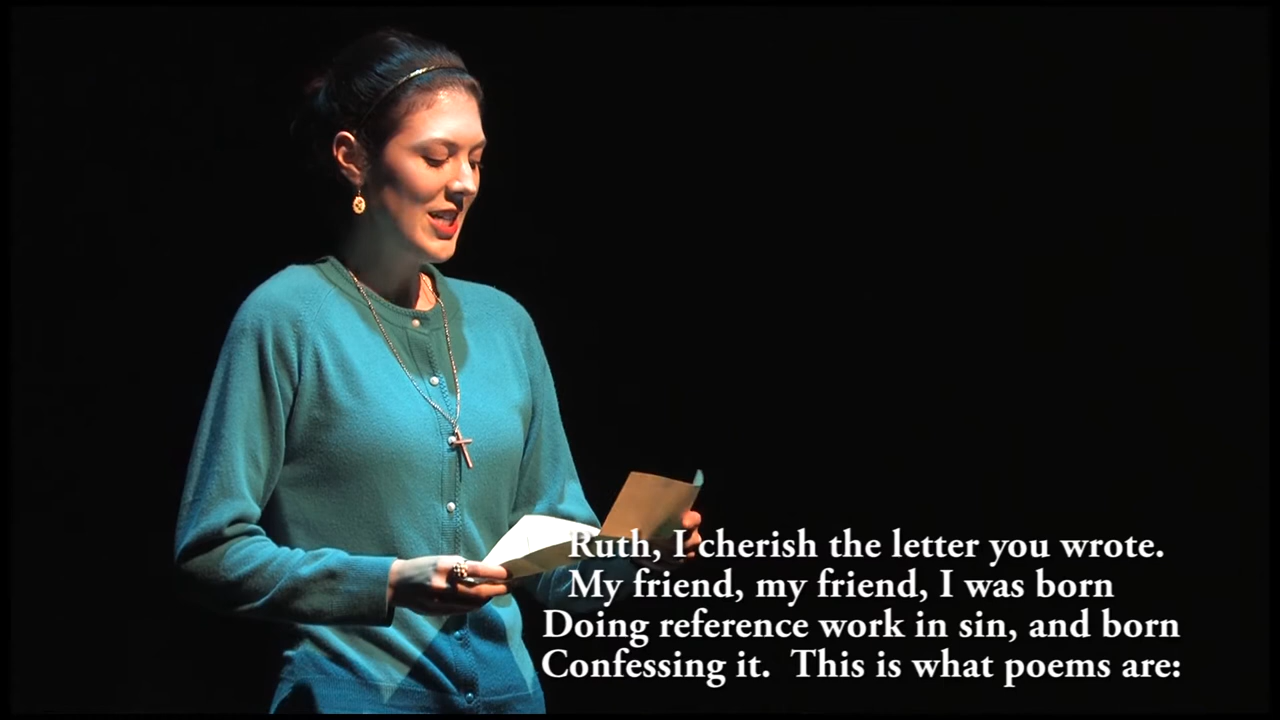 Ruth, I cherish the letter you wrote.
My friend, my friend, I was born
Doing reference work in sin, and born
Confessing it.  This is what poems are: